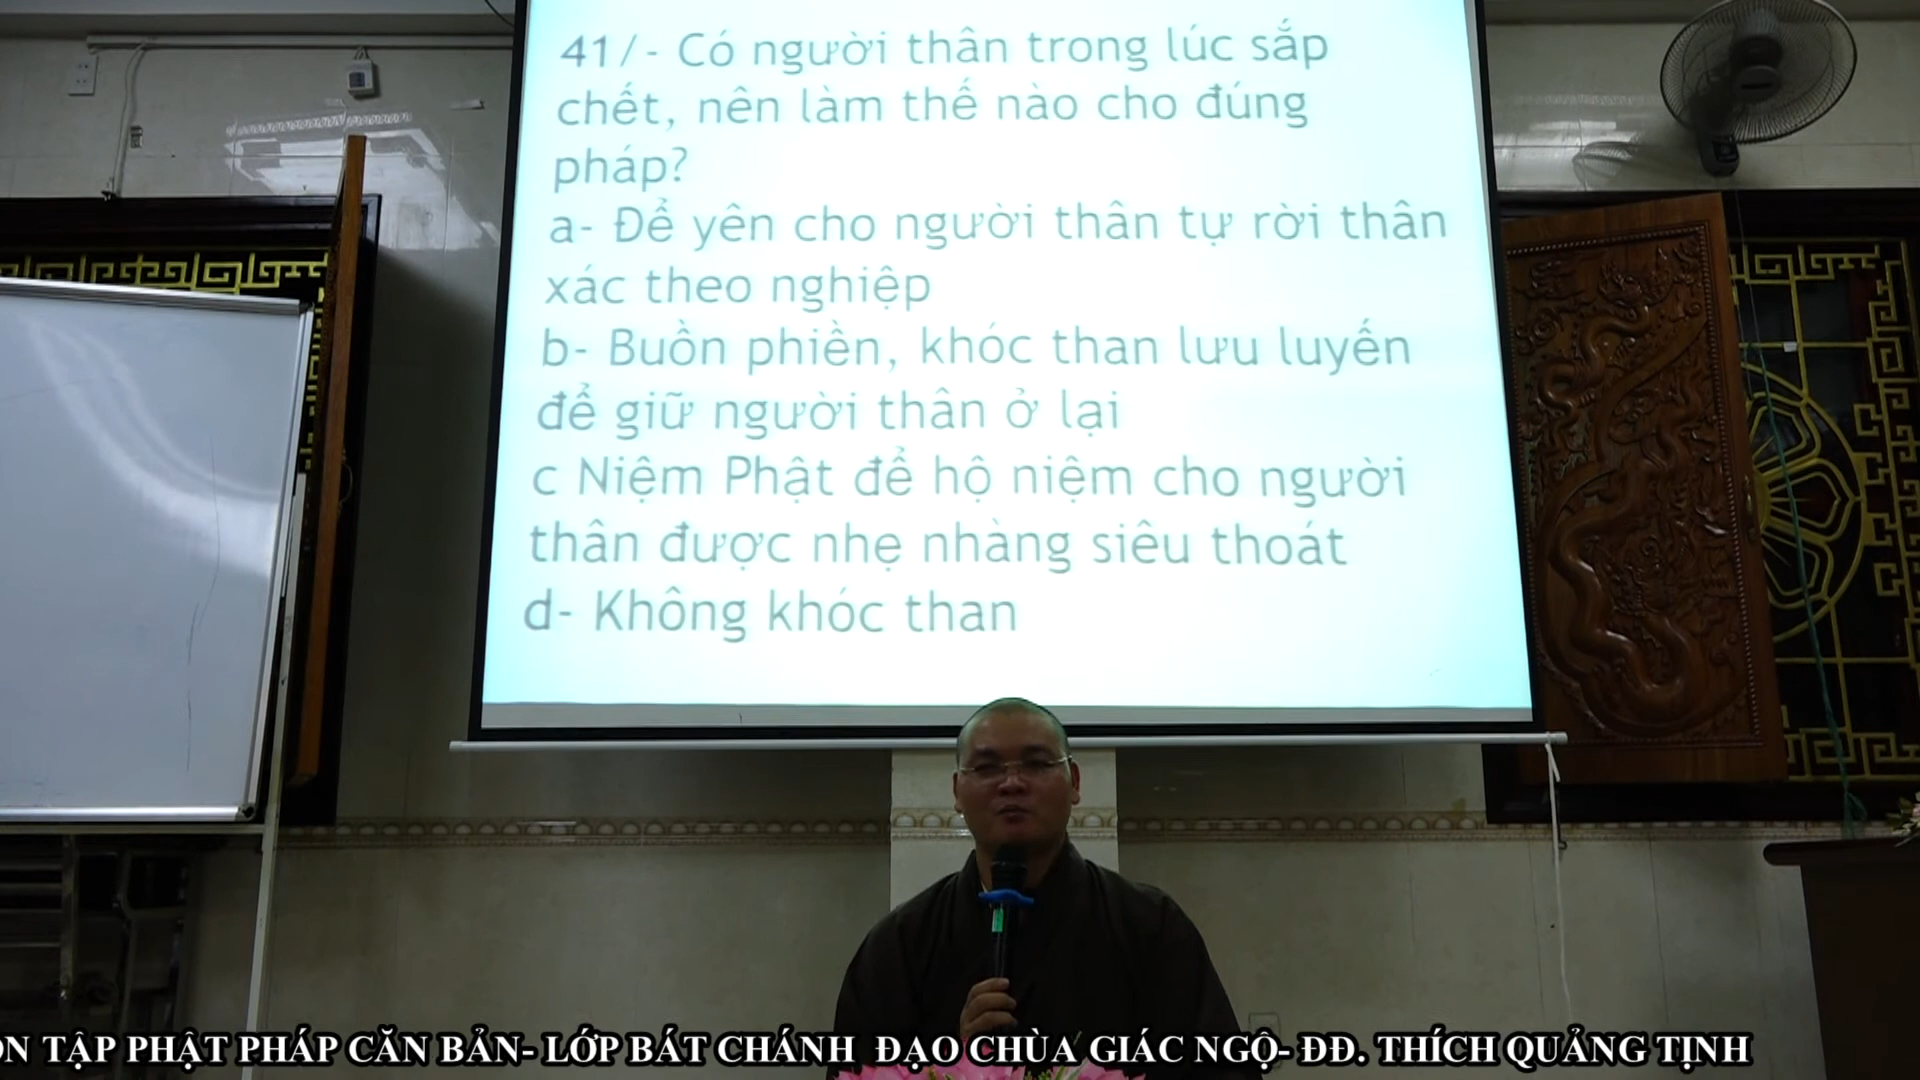 41/- Có người thân trong lúc sắp
chết, nên làm thế nào cho đúng
pháp?
a- Để yên cho người thân tự rời thân
xác theo nghiệp
b- Buồn phiền, khóc than lưu luyến
để giữ người thân ở lại
c Niệm Phật để hộ niệm cho người
thân được nhẹ nhàng siêu thoát
d- Không khóc than
ÔN TẬP PHẬT PHÁP CĂN BẢN- LỚP BÁT CHÁNH ĐẠO CHÙA GIÁC NGỘ- ĐĐ. THÍCH QUẢNG TỊNH